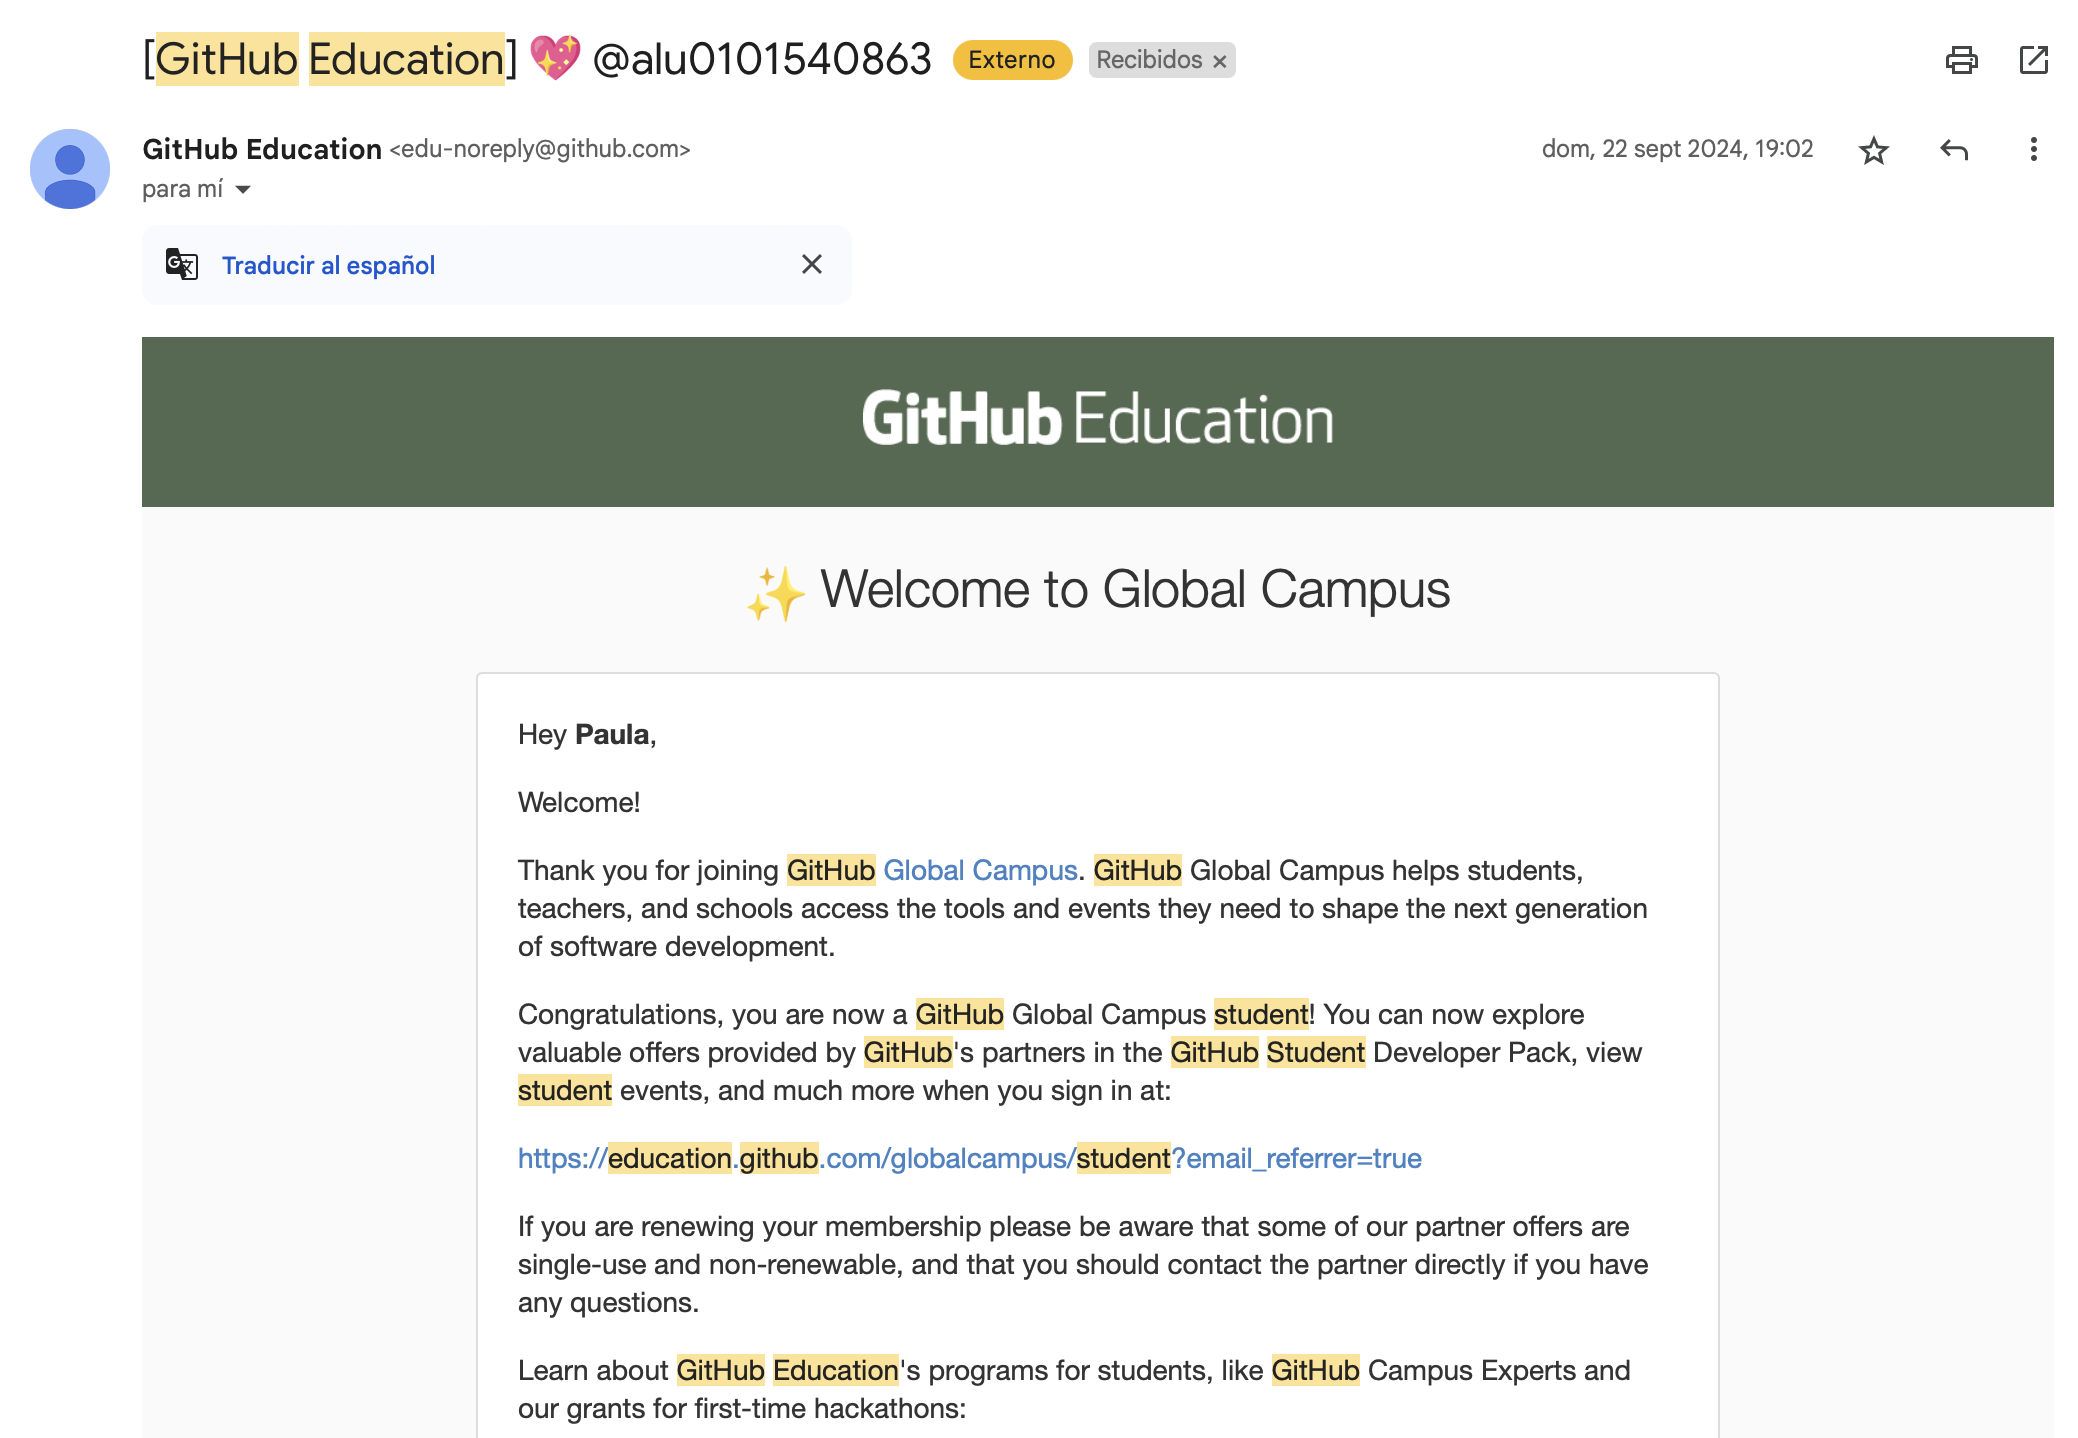 [GitHub Education] 💖 @alu0101540863 Externo Recibidos ×
GitHub Education <edu-noreply@github.com>
dom, 22 sept 2024, 19:02
para mí
Traducir al español
GitHub Education
✨ Welcome to Global Campus
Hey Paula,
Welcome!
Thank you for joining GitHub Global Campus. GitHub Global Campus helps students,
teachers, and schools access the tools and events they need to shape the next generation
of software development.
Congratulations, you are now a GitHub Global Campus student! You can now explore
valuable offers provided by GitHub's partners in the GitHub Student Developer Pack, view
student events, and much more when you sign in at:
https://education.github.com/globalcampus/student?email_referrer=true
If you are renewing your membership please be aware that some of our partner offers are
single-use and non-renewable, and that you should contact the partner directly if you have
any questions.
Learn about GitHub Education's programs for students, like GitHub Campus Experts and
our grants for first-time hackathons: